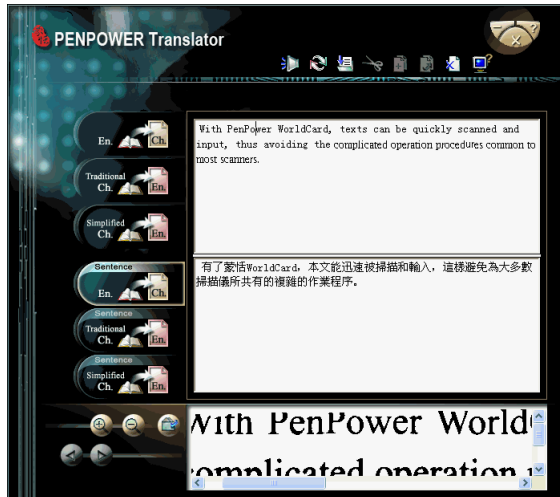 PENPOWER Translator
En. Ch.
With PenPower WorldCard, texts can be quickly scanned and
input, thus avoiding the complicated operation procedures common to
most scanners.
Traditional
Ch. En.
Simplified
Ch. En.
Sentence
En. Ch.
有了蒙恬WorldCard，本文能迅速被掃描和輸入，這樣避免為大多數
掃描儀所共有的複雜的作業程序。
Sentence
Traditional
Ch. En.
Sentence
Simplified
Ch. En.
With PenPower World
complicated operation